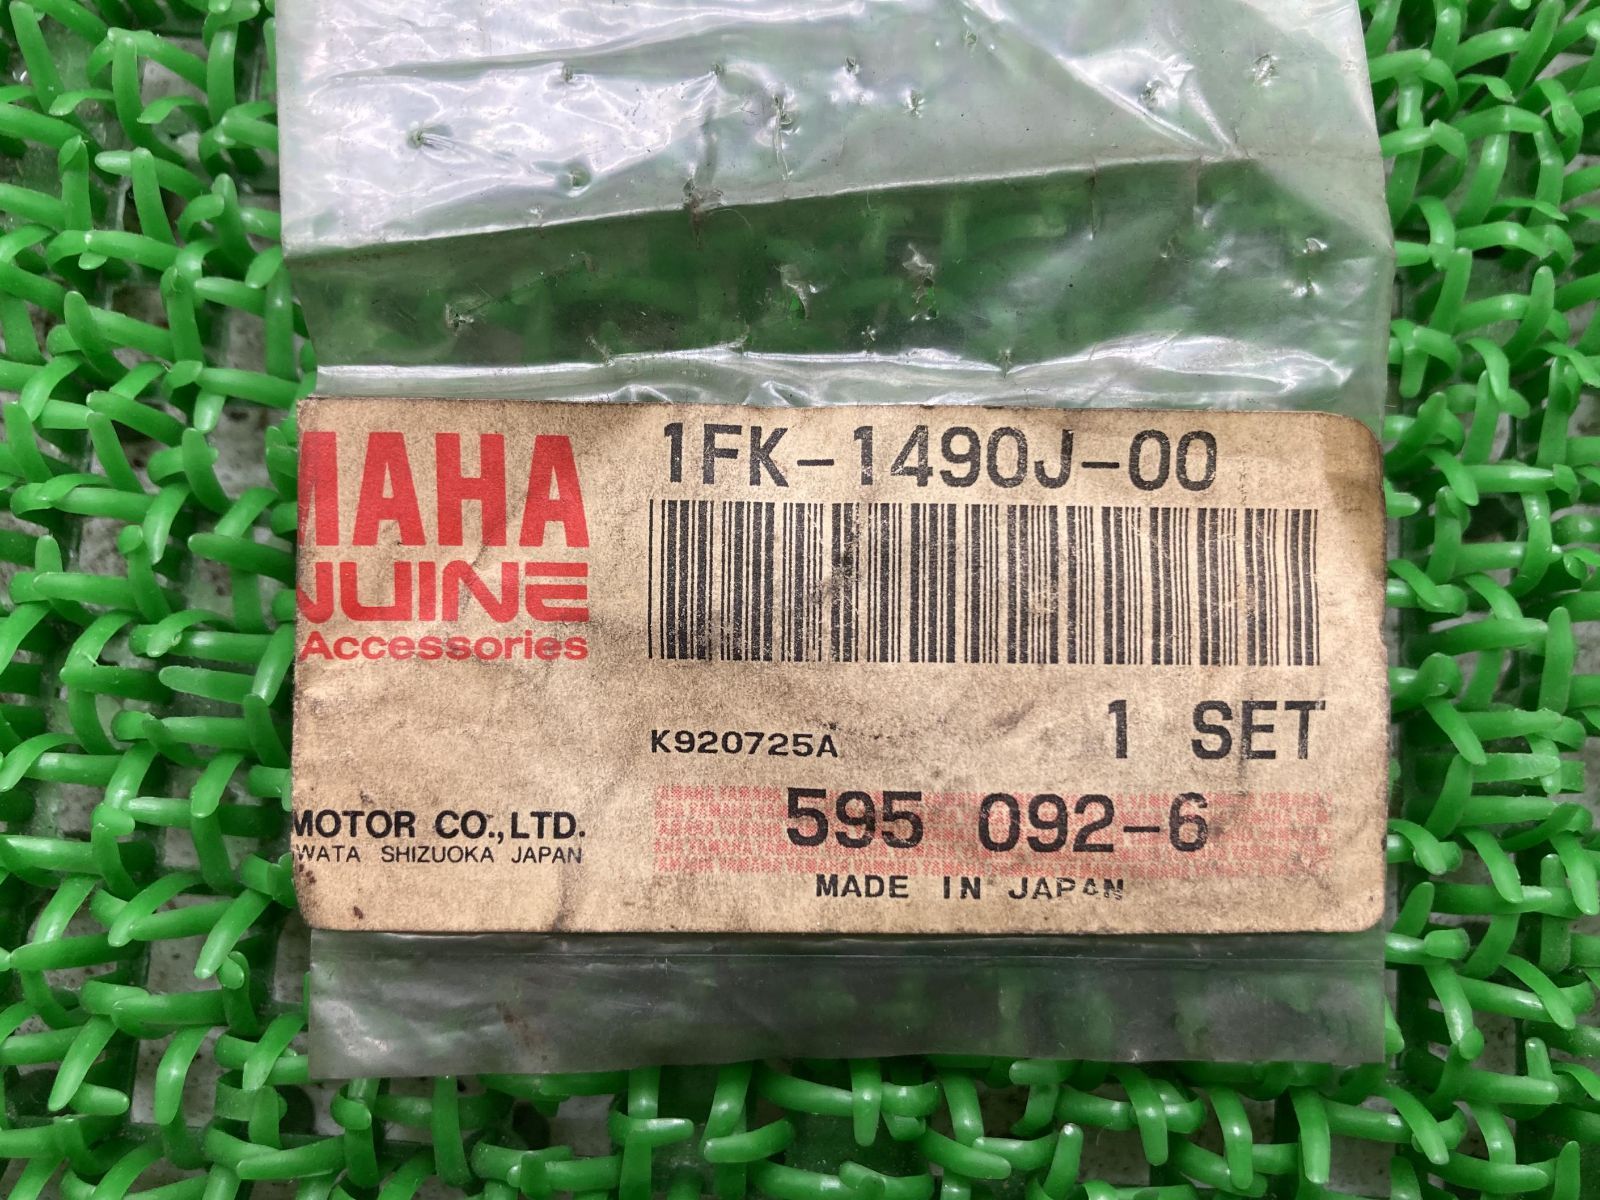 MAHA
NUINE
Accessories
1FK-1490J-00
1 SET
K920725A
595 092-6
MADE IN JAPAN
MOTOR CO., LTD.
WATA SHIZUOKA JAPAN